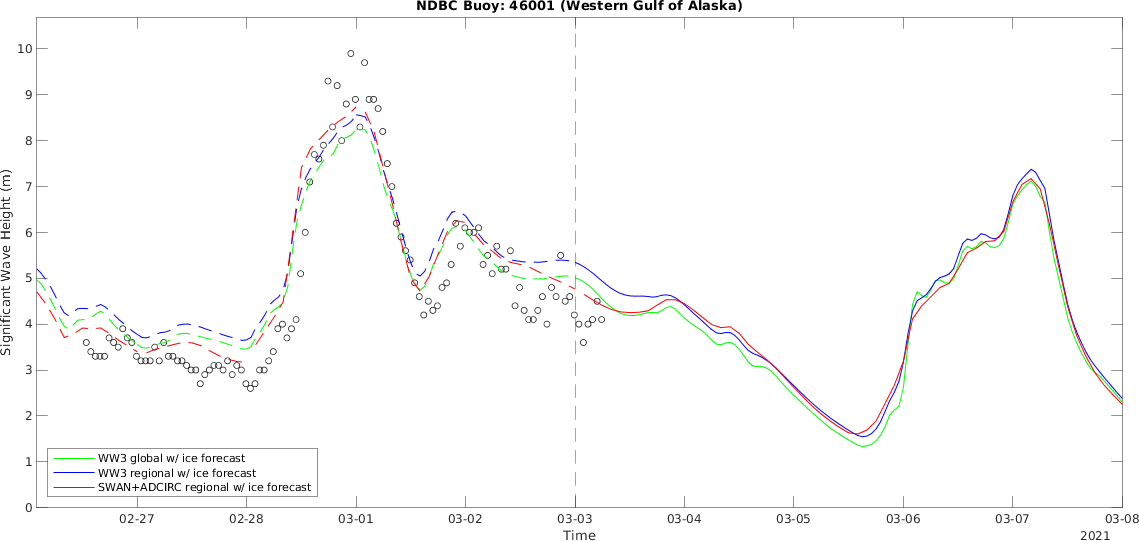 NDBC Buoy: 46001 (Western Gulf of Alaska)
10
9
8
7
6
5
4
3
2
1
0
Significant Wave Height (m)
WW3 global w/ ice forecast
WW3 regional w/ ice forecast
SWAN+ADCIRC regional w/ ice forecast
02-27 02-28 03-01 03-02 03-03 03-04 03-05 03-06 03-07 03-08
Time
2021